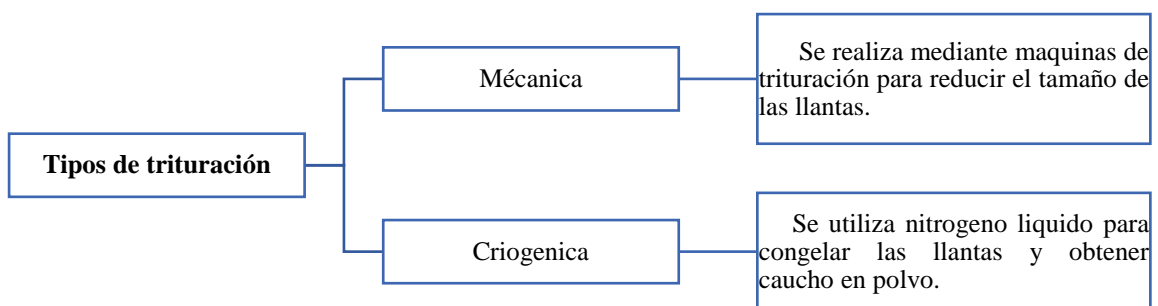 Tipos de trituración
Mécanica
Se realiza mediante maquinas de
trituración para reducir el tamaño de
las llantas.
Criogenica
Se utiliza nitrogeno liquido para
congelar las llantas y obtener
caucho en polvo.